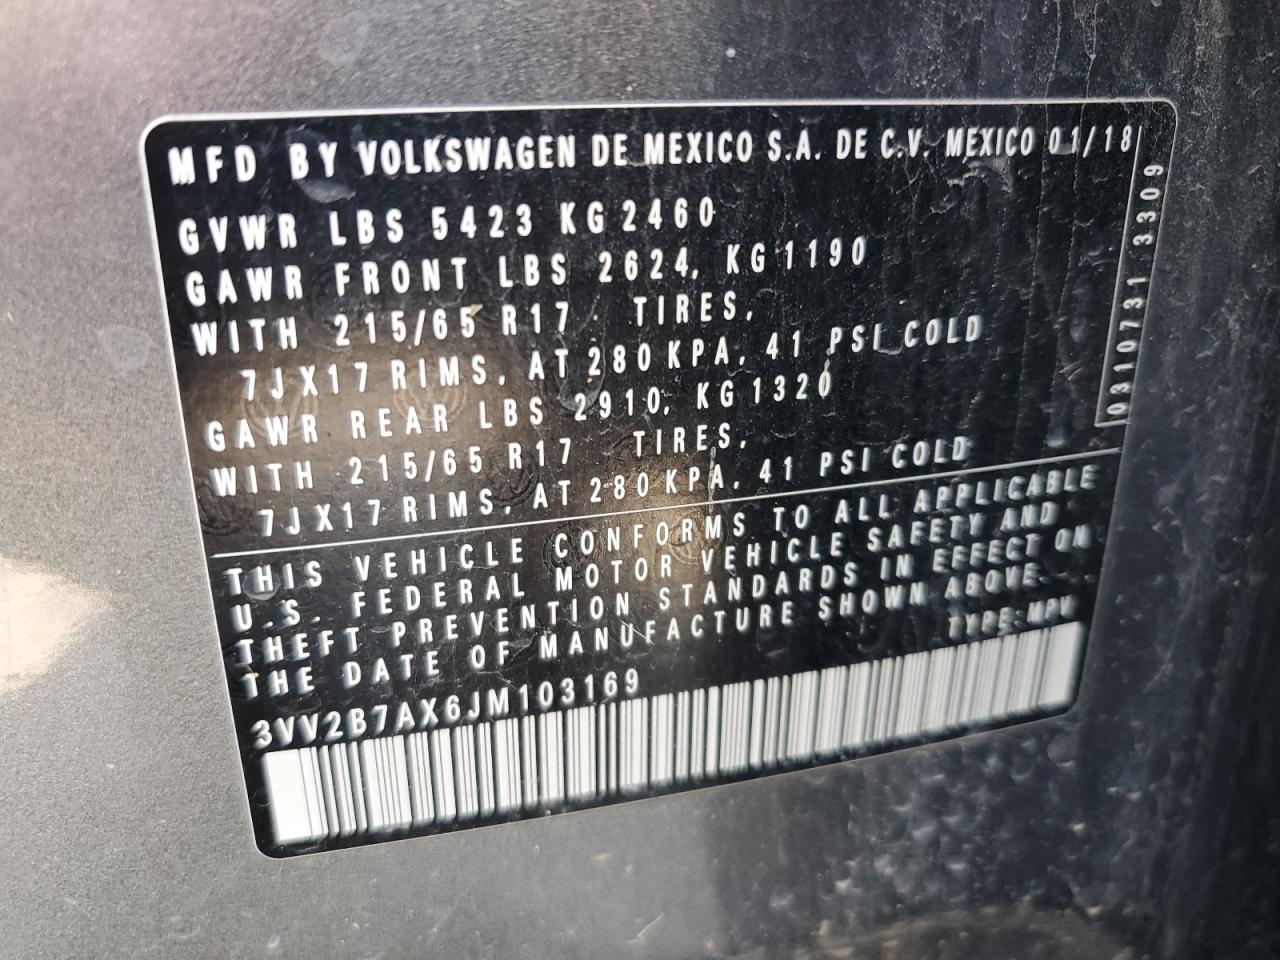 MFD BY VOLKSWAGEN DE MEXICO S.A. DE C.V. MEXICO 01/18
GVWR LBS 5423 KG 2460
GAWR FRONT LBS 2624, KG 1190
WITH 215/65 R17 TIRES,
7JX17 RIMS, AT 280 KPA, 41 PSI COLD
GAWR REAR LBS 2910, KG 1320
WITH 215/65 R17 TIRES,
7JX17 RIMS, AT 280 KPA, 41 PSI COLD
0310731 3309
THIS VEHICLE CONFORMS TO ALL APPLICABLE
U.S. FEDERAL MOTOR VEHICLE SAFETY AND
THEFT PREVENTION STANDARDS IN EFFECT ON
THE DATE OF MANUFACTURE SHOWN ABOVE.
TYPE: MPV
3VV2B7AX6JM103169